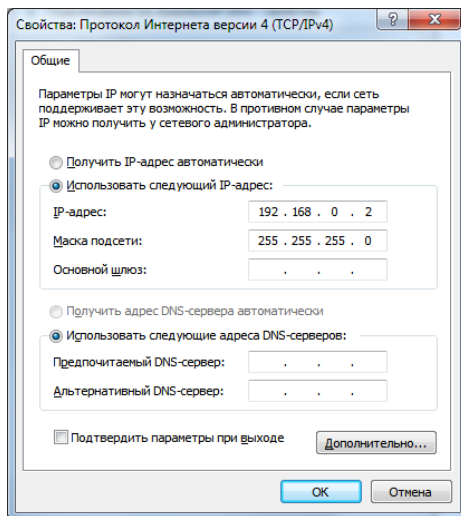 Свойства: Протокол Интернета версии 4 (TCP/IPv4)
Общие
Параметры IP могут назначаться автоматически, если сеть
поддерживает эту возможность. В противном случае параметры
IP можно получить у сетевого администратора.
Получить IP-адрес автоматически
Использовать следующий IP-адрес:
IP-адрес: 192 . 168 . 0 . 2
Маска подсети: 255 . 255 . 255 . 0
Основной шлюз: . . .
Получить адрес DNS-сервера автоматически
Использовать следующие адреса DNS-серверов:
Предпочитаемый DNS-сервер: . . .
Альтернативный DNS-сервер: . . .
Подтвердить параметры при выходе
Дополнительно...
OK Отмена